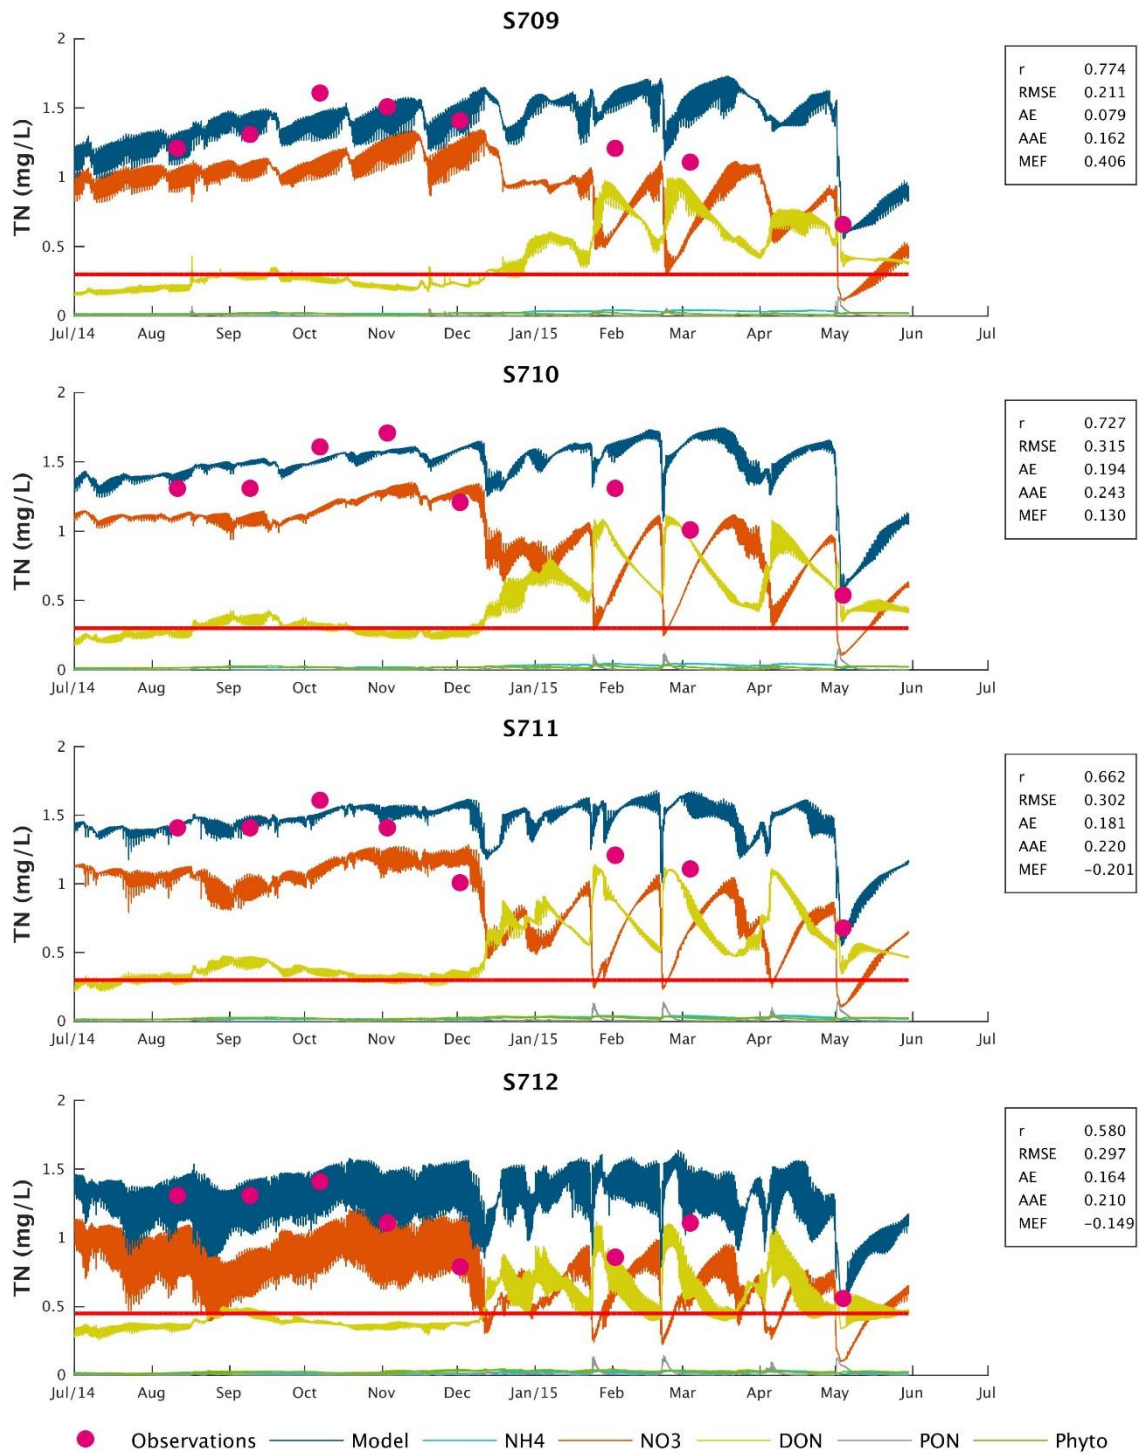 S709
2
1.5
1
0.5
0
TN (mg/L)
Jul/14 Aug Sep Oct Nov Dec Jan/15 Feb Mar Apr May Jun Jul
r 0.774
RMSE 0.211
AE 0.079
AAE 0.162
MEF 0.406
S710
2
1.5
1
0.5
0
TN (mg/L)
Jul/14 Aug Sep Oct Nov Dec Jan/15 Feb Mar Apr May Jun Jul
r 0.727
RMSE 0.315
AE 0.194
AAE 0.243
MEF 0.130
S711
2
1.5
1
0.5
0
TN (mg/L)
Jul/14 Aug Sep Oct Nov Dec Jan/15 Feb Mar Apr May Jun Jul
r 0.662
RMSE 0.302
AE 0.181
AAE 0.220
MEF −0.201
S712
2
1.5
1
0.5
0
TN (mg/L)
Jul/14 Aug Sep Oct Nov Dec Jan/15 Feb Mar Apr May Jun Jul
r 0.580
RMSE 0.297
AE 0.164
AAE 0.210
MEF −0.149
Observations Model NH4 NO3 DON PON Phyto